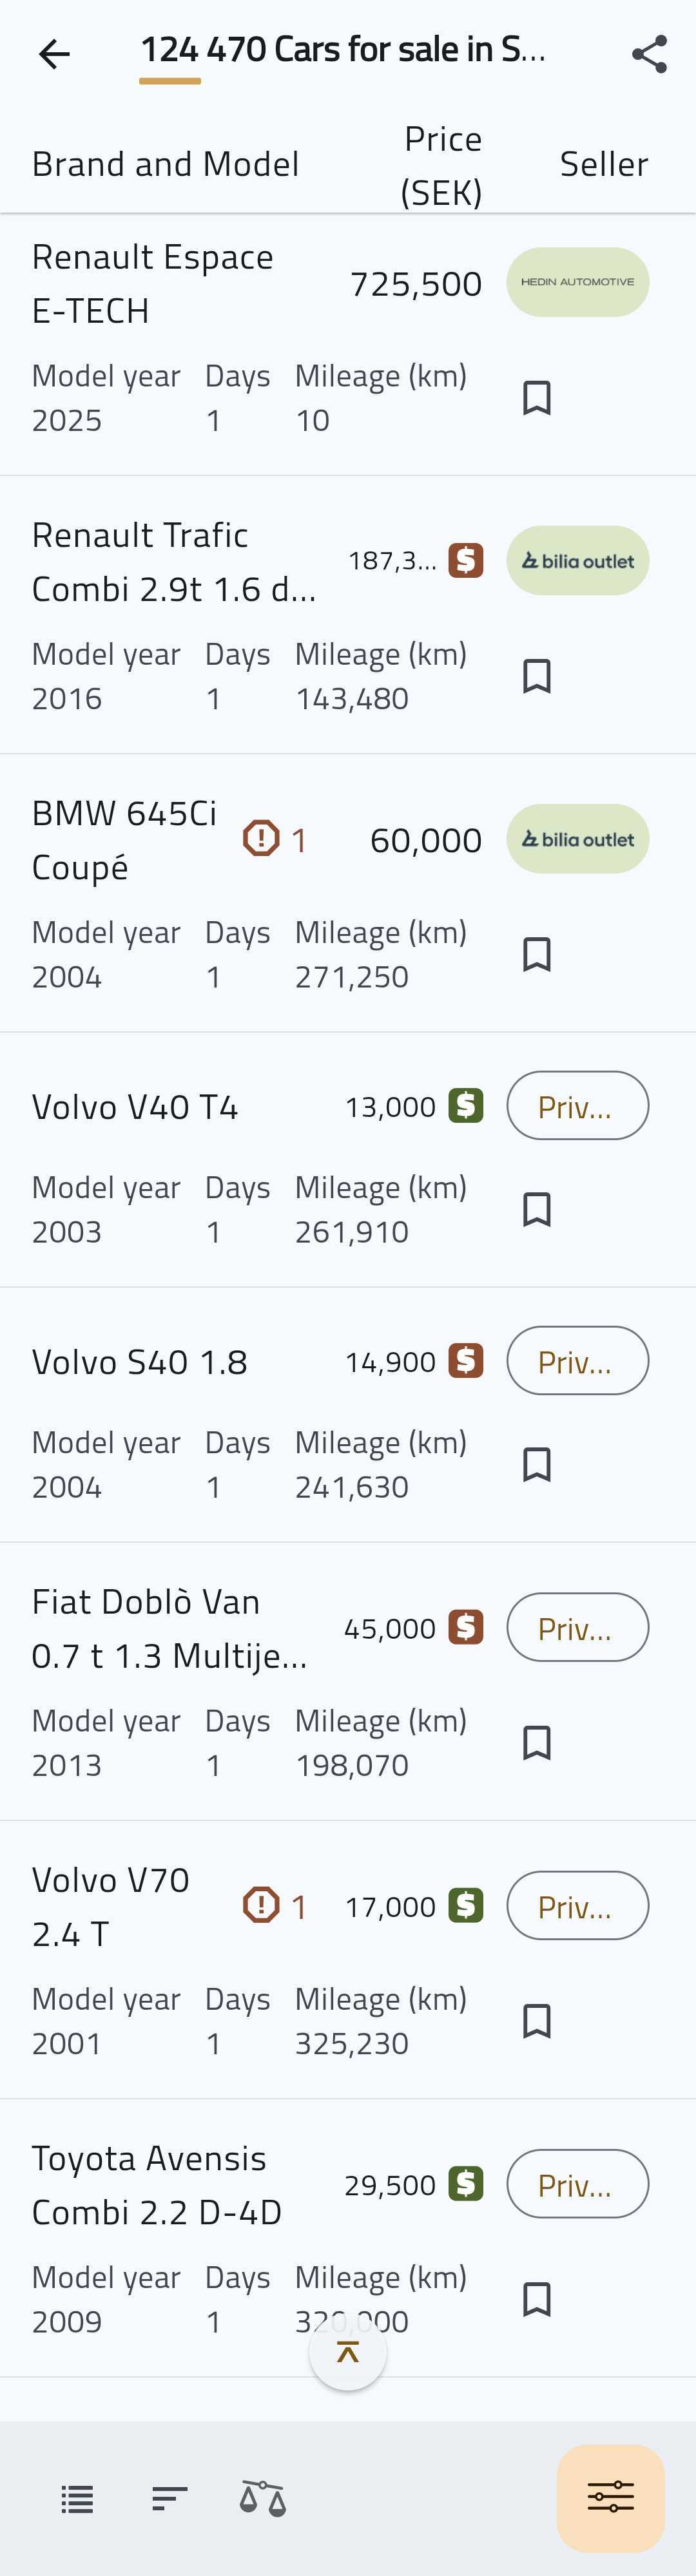 124 470 Cars for sale in S...
Brand and Model
Price
(SEK)
Seller
Renault Espace
E-TECH
725,500
HEDIN AUTOMOTIVE
Model year Days Mileage (km)
2025 1 10
Renault Trafic
Combi 2.9t 1.6 d...
187,3... $
bilia outlet
Model year Days Mileage (km)
2016 1 143,480
BMW 645Ci
Coupé
! 1
60,000
bilia outlet
Model year Days Mileage (km)
2004 1 271,250
Volvo V40 T4 13,000 $ Priv...
Model year Days Mileage (km)
2003 1 261,910
Volvo S40 1.8 14,900 $ Priv...
Model year Days Mileage (km)
2004 1 241,630
Fiat Doblò Van
0.7 t 1.3 Multije...
45,000 $ Priv...
Model year Days Mileage (km)
2013 1 198,070
Volvo V70
2.4 T
! 1
17,000 $ Priv...
Model year Days Mileage (km)
2001 1 325,230
Toyota Avensis
Combi 2.2 D-4D
29,500 $ Priv...
Model year Days Mileage (km)
2009 1 320,000